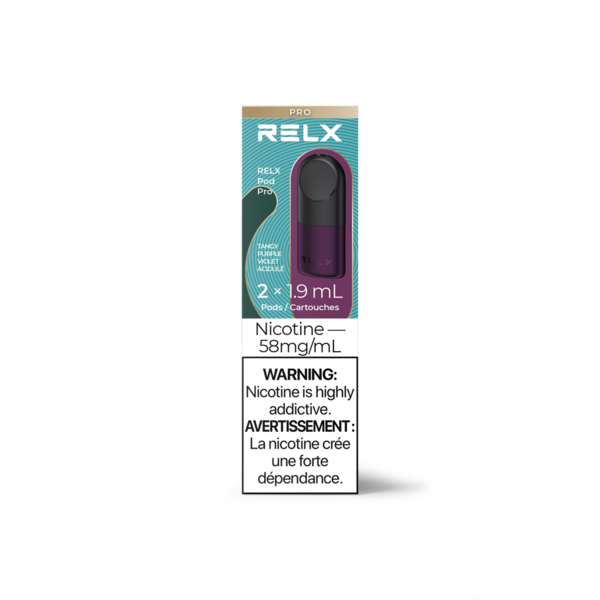 PRO
RELX
RELX
Pod
Pro
TANGY
PURPLE
VIOLET
ACIDULÉ
RELX
2 × 1.9 mL
Pods / Cartouches
Nicotine —
58mg/mL
WARNING:
Nicotine is highly
addictive.
AVERTISSEMENT :
La nicotine crée
une forte
dépendance.